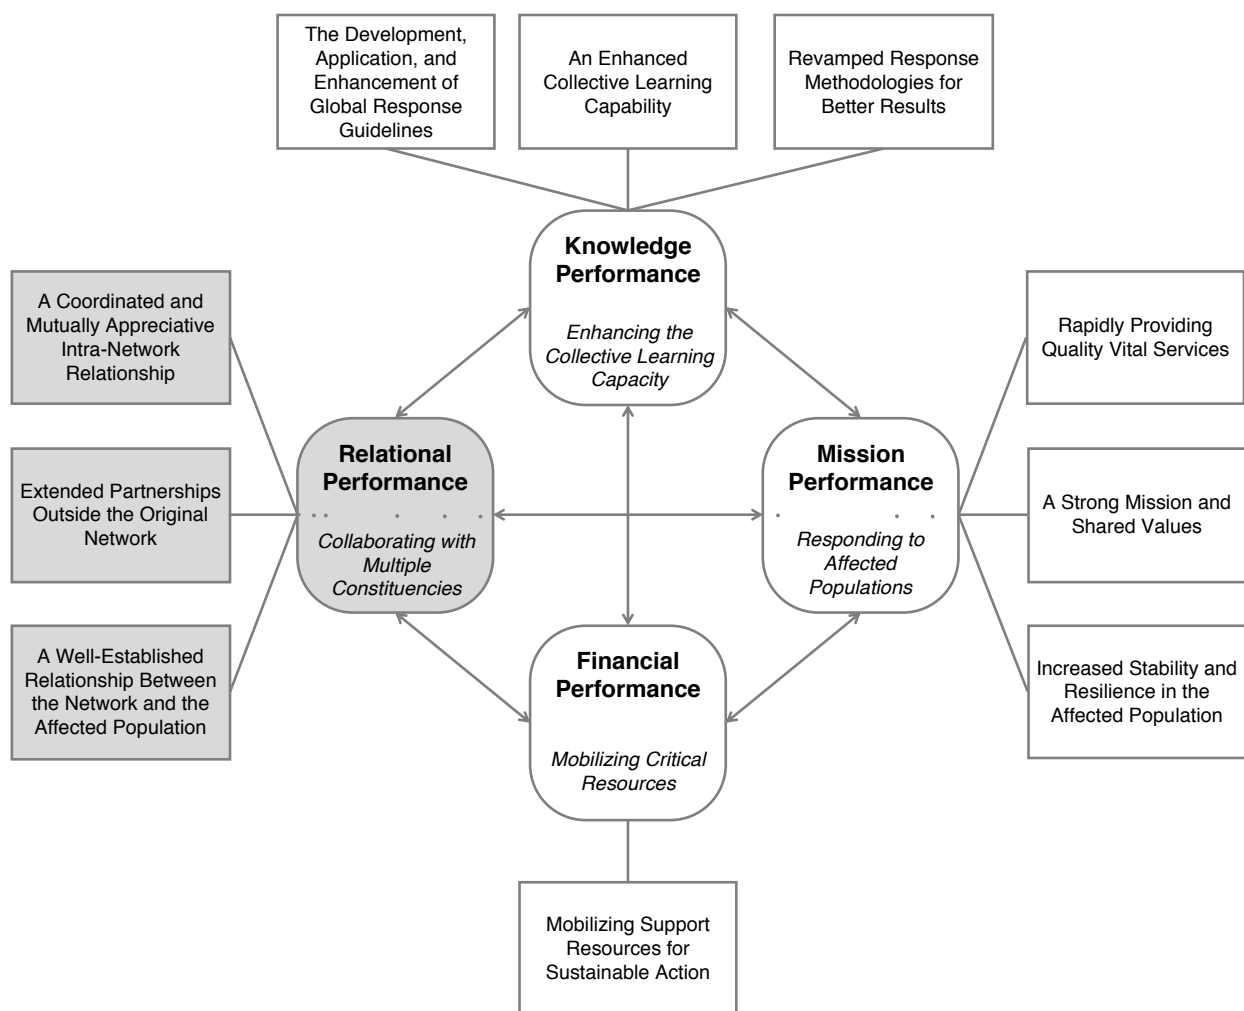 The Development,
Application, and
Enhancement of
Global Response
Guidelines
An Enhanced
Collective Learning
Capability
Revamped Response
Methodologies for
Better Results
Knowledge
Performance
Enhancing the
Collective Learning
Capacity
A Coordinated and
Mutually Appreciative
Intra-Network
Relationship
Extended Partnerships
Outside the Original
Network
A Well-Established
Relationship Between
the Network and the
Affected Population
Relational
Performance
Collaborating with
Multiple
Constituencies
Mission
Performance
Responding to
Affected
Populations
Rapidly Providing
Quality Vital Services
A Strong Mission and
Shared Values
Increased Stability and
Resilience in the
Affected Population
Financial
Performance
Mobilizing Critical
Resources
Mobilizing Support
Resources for
Sustainable Action